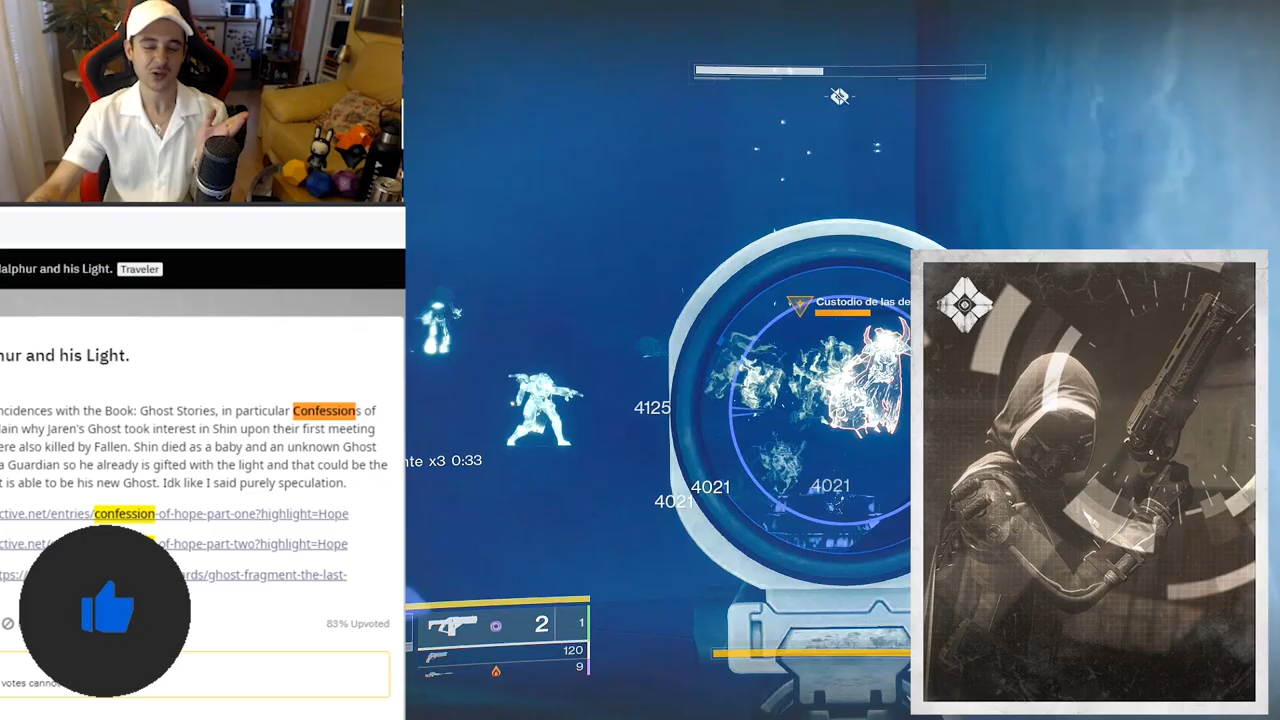 alphur and his Light. Traveler
nur and his Light.
ncidences with the Book: Ghost Stories, in particular Confessions of
lain why Jaren's Ghost took interest in Shin upon their first meeting
ere also killed by Fallen. Shin died as a baby and an unknown Ghost
a Guardian so he already is gifted with the light and that could be the
t is able to be his new Ghost. Idk like I said purely speculation.
ctive.net/entries/confession-of-hope-part-one?highlight=Hope
ctive.net/ of-hope-part-two?highlight=Hope
tps:// ards/ghost-fragment-the-last-
83% Upvoted
votes canno
Custodio de las de
4125
nte x3 0:33
4021
4021
4021
2
1
120
9